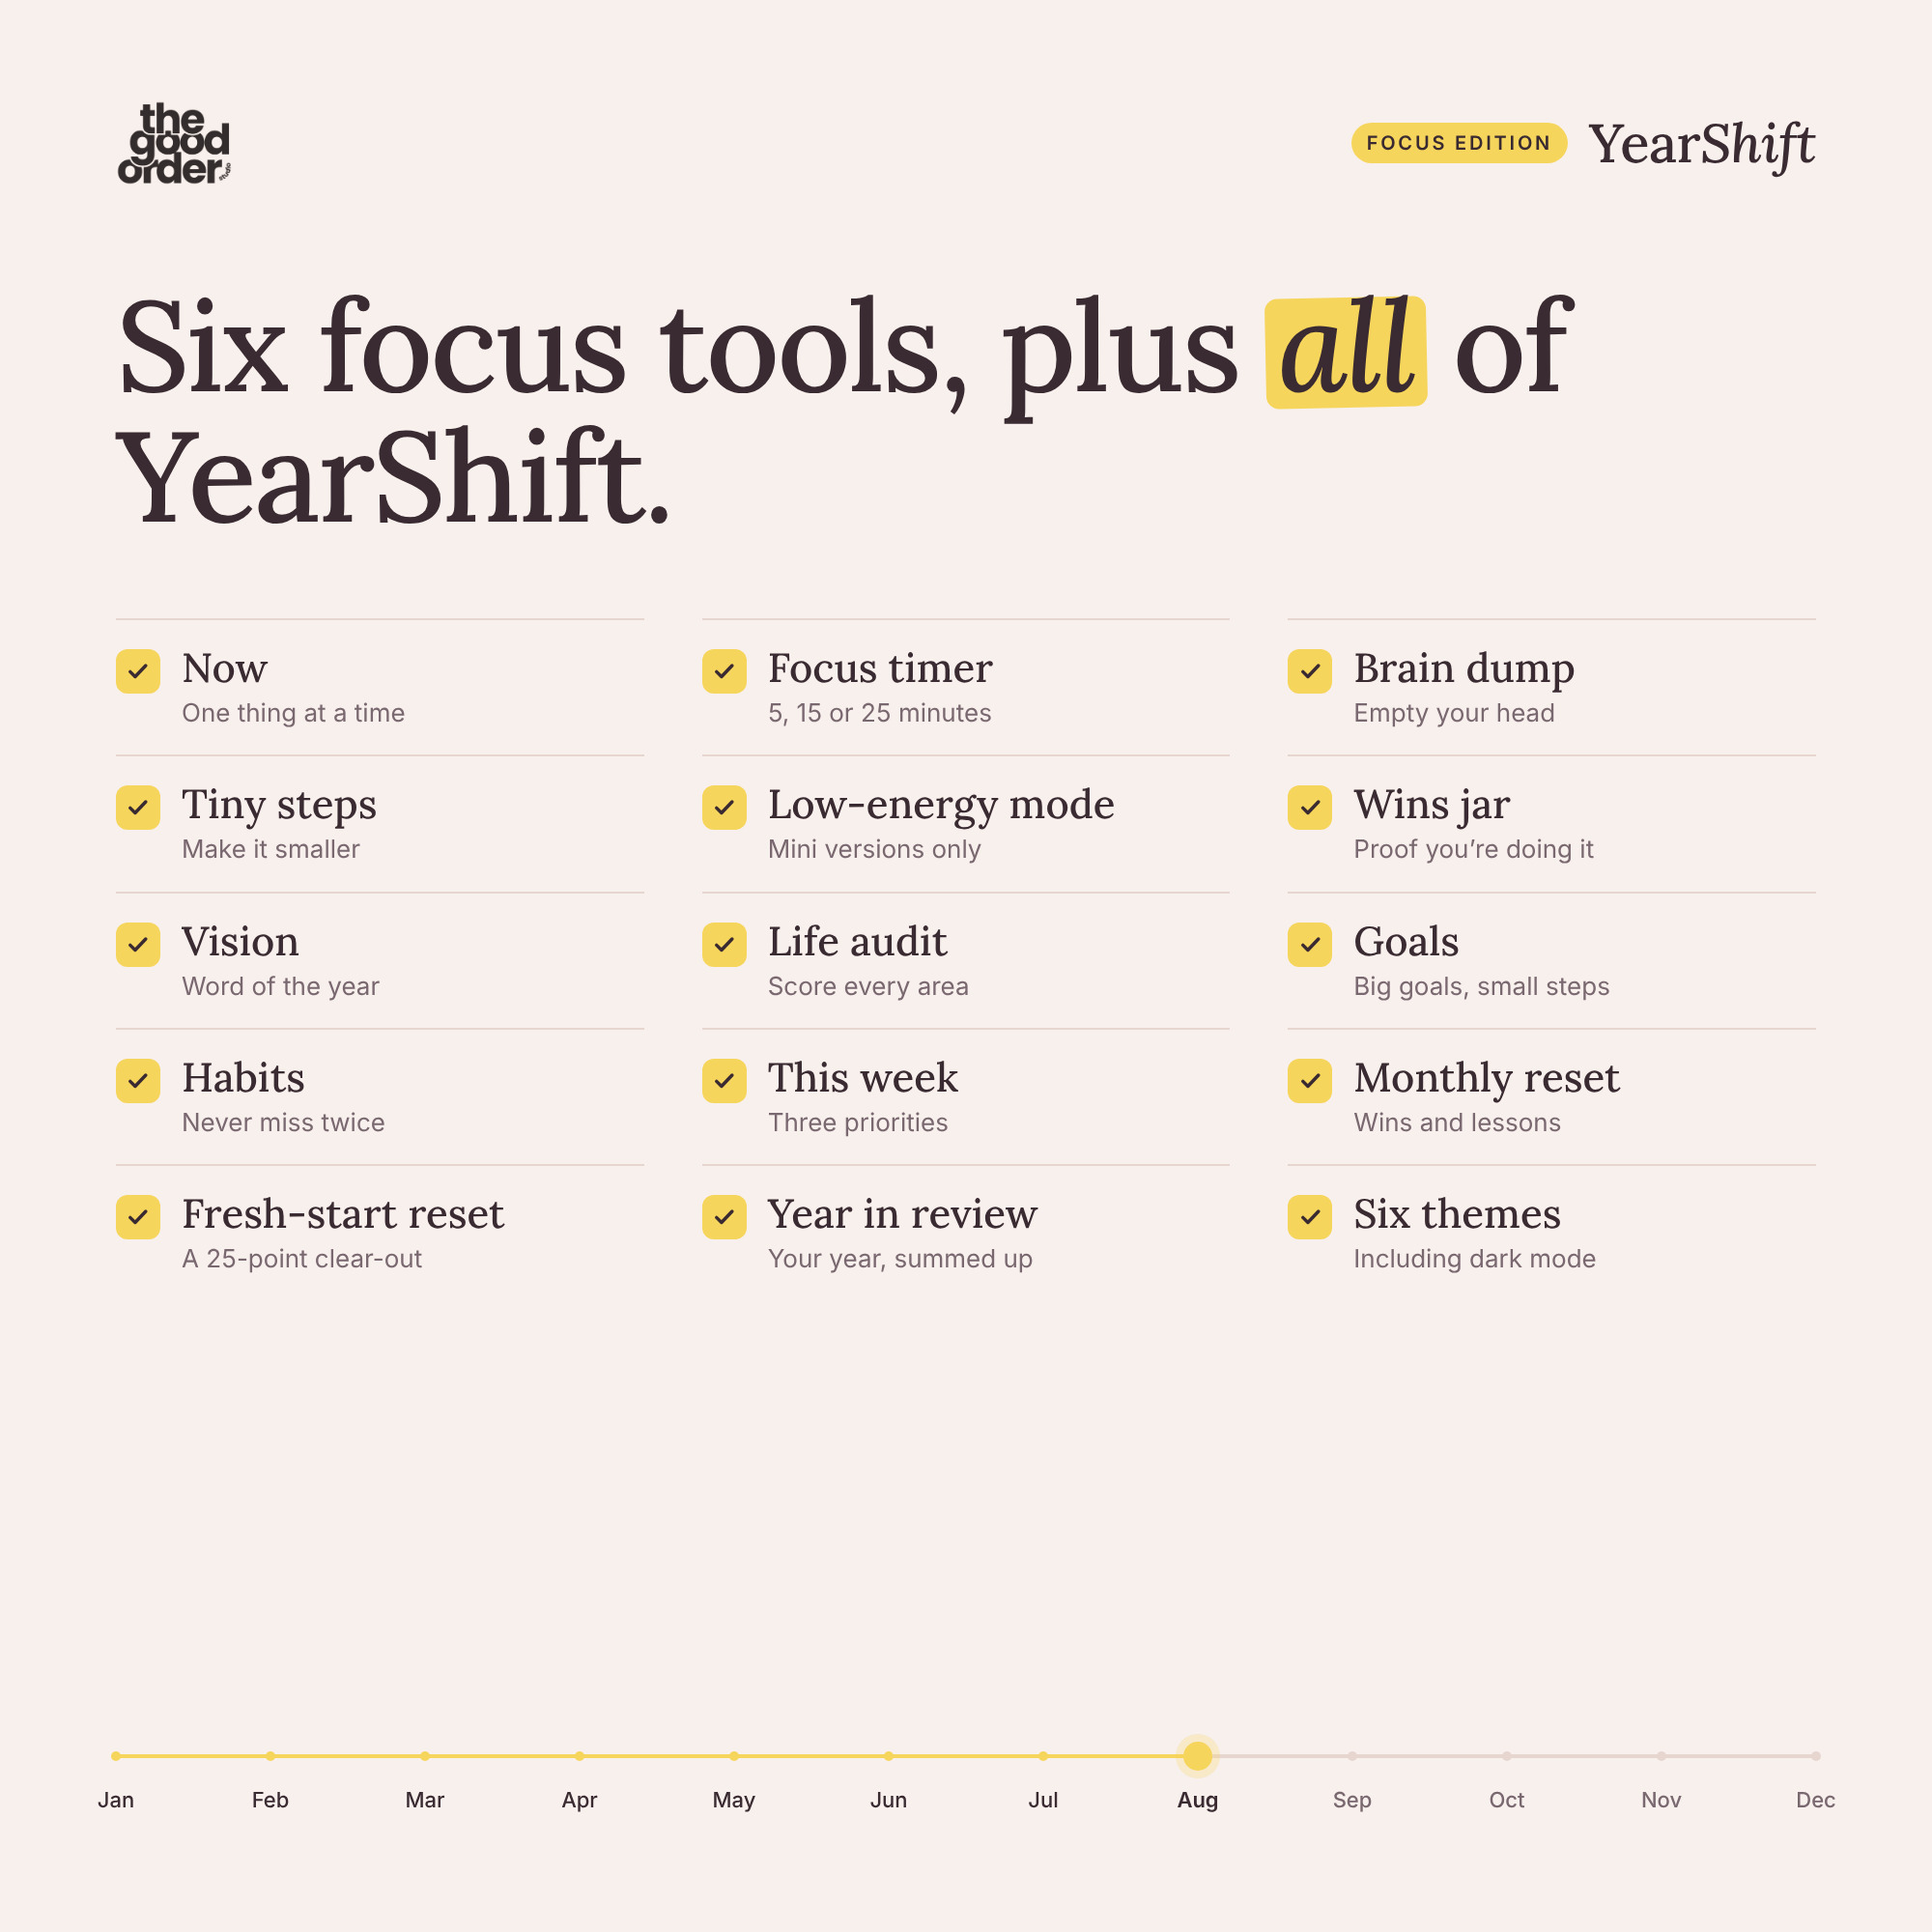 the
good
order
studio
FOCUS EDITION YearShift
Six focus tools, plus all of
YearShift.
Now
One thing at a time
Focus timer
5, 15 or 25 minutes
Brain dump
Empty your head
Tiny steps
Make it smaller
Low-energy mode
Mini versions only
Wins jar
Proof you’re doing it
Vision
Word of the year
Life audit
Score every area
Goals
Big goals, small steps
Habits
Never miss twice
This week
Three priorities
Monthly reset
Wins and lessons
Fresh-start reset
A 25-point clear-out
Year in review
Your year, summed up
Six themes
Including dark mode
Jan Feb Mar Apr May Jun Jul Aug Sep Oct Nov Dec